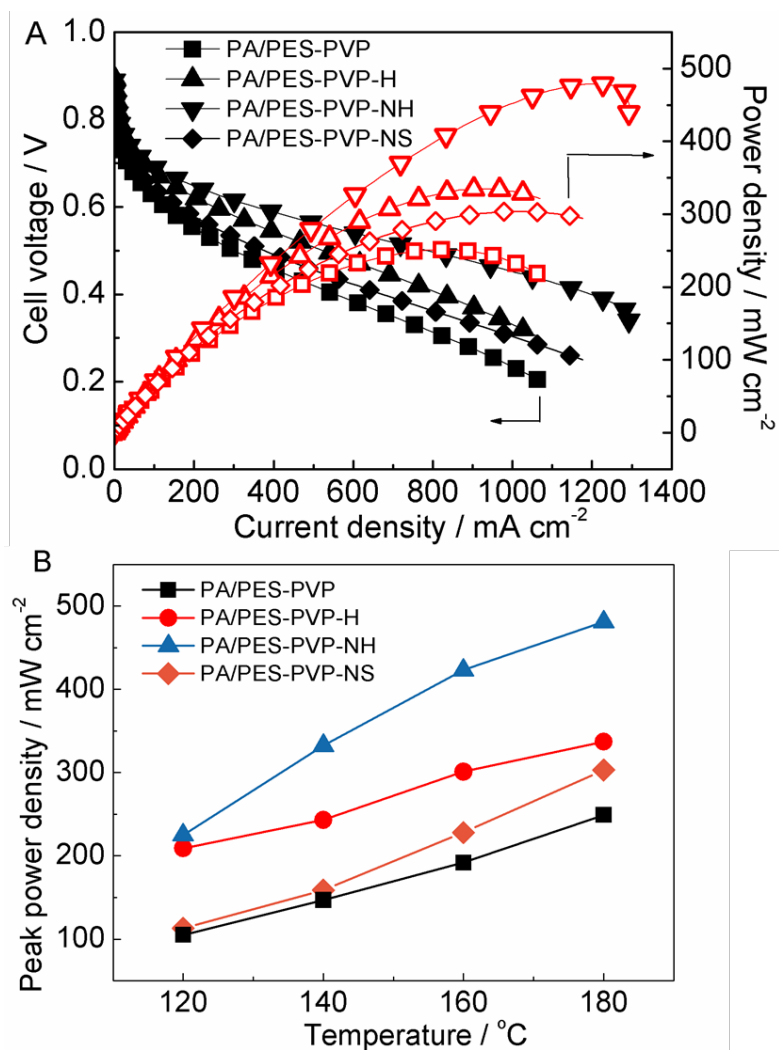 A
PA/PES-PVP
PA/PES-PVP-H
PA/PES-PVP-NH
PA/PES-PVP-NS
1.0
0.8
0.6
0.4
0.2
0.0
Cell voltage / V
500
400
300
200
100
0
Power density / mW cm⁻²
0 200 400 600 800 1000 1200 1400
Current density / mA cm⁻²
B
PA/PES-PVP
PA/PES-PVP-H
PA/PES-PVP-NH
PA/PES-PVP-NS
500
400
300
200
100
Peak power density / mW cm⁻²
120 140 160 180
Temperature / °C